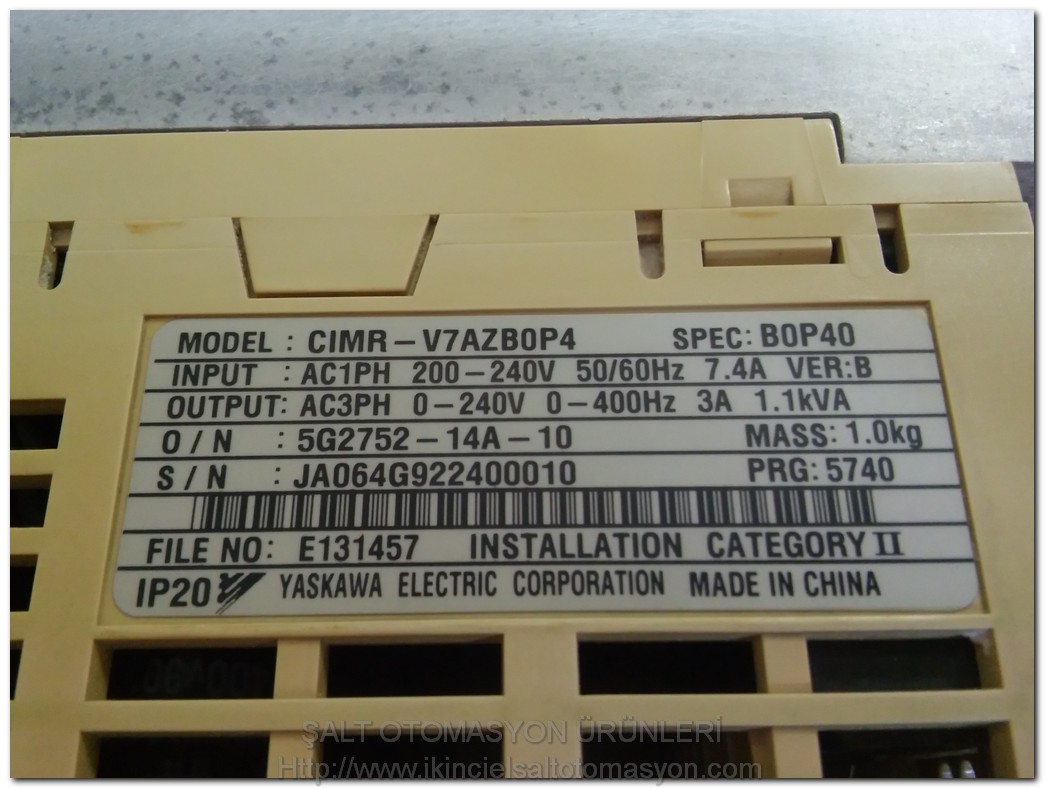 MODEL : CIMR-V7AZB0P4 SPEC: B0P40
INPUT : AC1PH 200-240V 50/60Hz 7.4A VER:B
OUTPUT: AC3PH 0-240V 0-400Hz 3A 1.1kVA
O/N : 5G2752-14A-10 MASS: 1.0kg
S/N : JA064G922400010 PRG: 5740
FILE NO: E131457 INSTALLATION CATEGORY II
IP20 YASKAWA ELECTRIC CORPORATION MADE IN CHINA
ŞALT OTOMASYON ÜRÜNLERİ
Http://www.ikincielsaltotomasyon.com